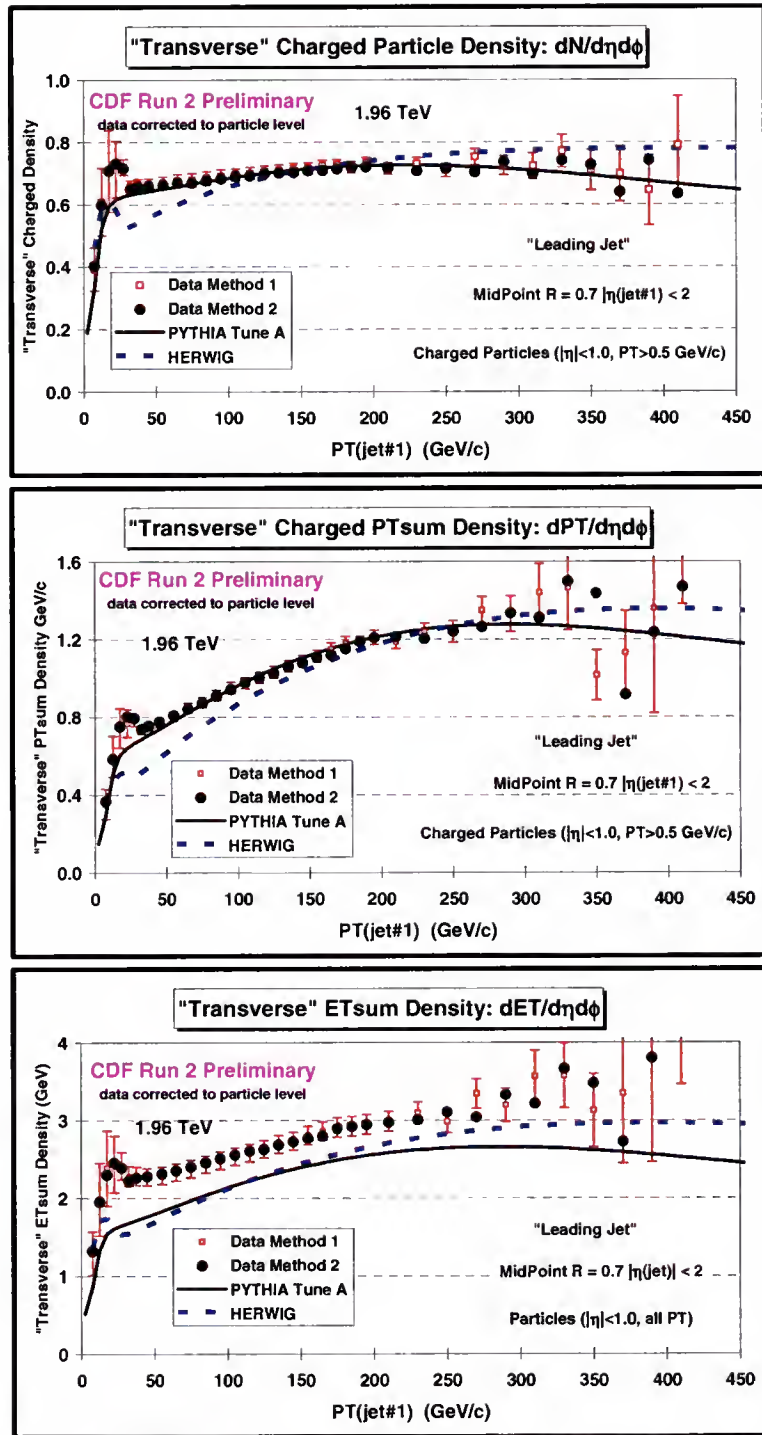 "Transverse" Charged Particle Density: dN/dηdϕ
1.0
CDF Run 2 Preliminary
1.96 TeV
data corrected to particle level
0.8
0.6
"Transverse" Charged Density
"Leading Jet"
0.4
Data Method 1
MidPoint R = 0.7 |η(jet#1) < 2
Data Method 2
0.2
PYTHIA Tune A
HERWIG
Charged Particles (|η|<1.0, PT>0.5 GeV/c)
0.0
0 50 100 150 200 250 300 350 400 450
PT(jet#1) (GeV/c)
"Transverse" Charged PTsum Density: dPT/dηdϕ
1.6
CDF Run 2 Preliminary
data corrected to particle level
1.2
1.96 TeV
0.8
"Tranaverse" PTsum Density GeV/c
"Leading Jet"
Data Method 1
MidPoint R = 0.7 |η(jet#1) < 2
0.4
Data Method 2
PYTHIA Tune A
Charged Particles (|η|<1.0, PT>0.5 GeV/c)
HERWIG
0.0
0 50 100 150 200 250 300 350 400 450
PT(jet#1) (GeV/c)
"Transverse" ETsum Density: dET/dηdϕ
4
CDF Run 2 Preliminary
data corrected to particle level
3
1.96 TeV
2
"Transverse" ETsum Density (GeV)
"Leading Jet"
Data Method 1
MidPoint R = 0.7 |η(jet)| < 2
1
Data Method 2
PYTHIA Tune A
Particles (|η|<1.0, all PT)
HERWIG
0
0 50 100 150 200 250 300 350 400 450
PT(jet#1) (GeV/c)